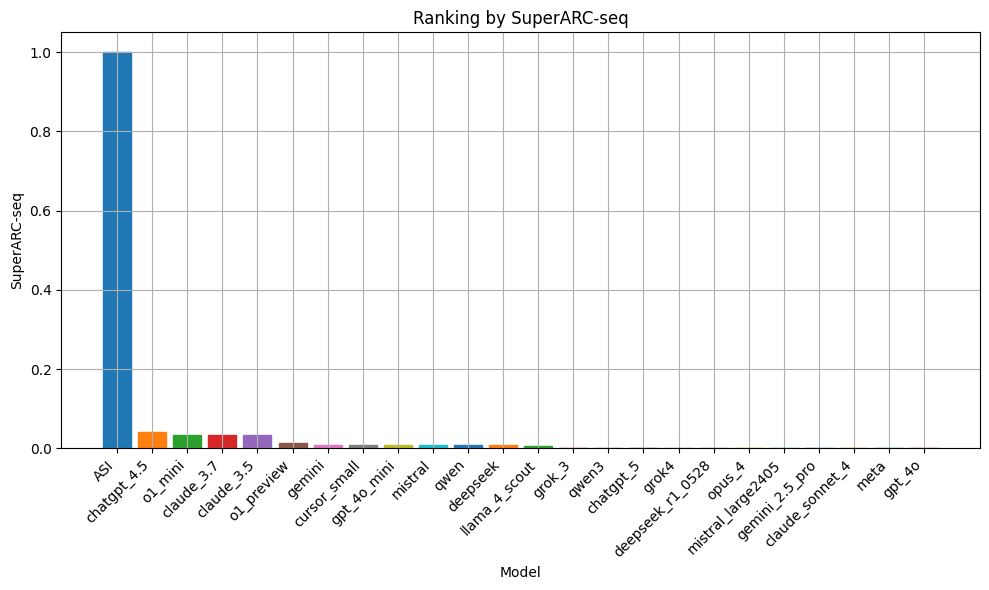 Ranking by SuperARC-seq
SuperARC-seq
1.0
0.8
0.6
0.4
0.2
0.0
ASI
chatgpt_4.5
o1_mini
claude_3.7
claude_3.5
o1_preview
gemini
cursor_small
gpt_4o_mini
mistral
qwen
deepseek
llama_4_scout
grok_3
qwen3
chatgpt_5
grok4
deepseek_r1_0528
opus_4
mistral_large2405
gemini_2.5_pro
claude_sonnet_4
meta
gpt_4o
Model